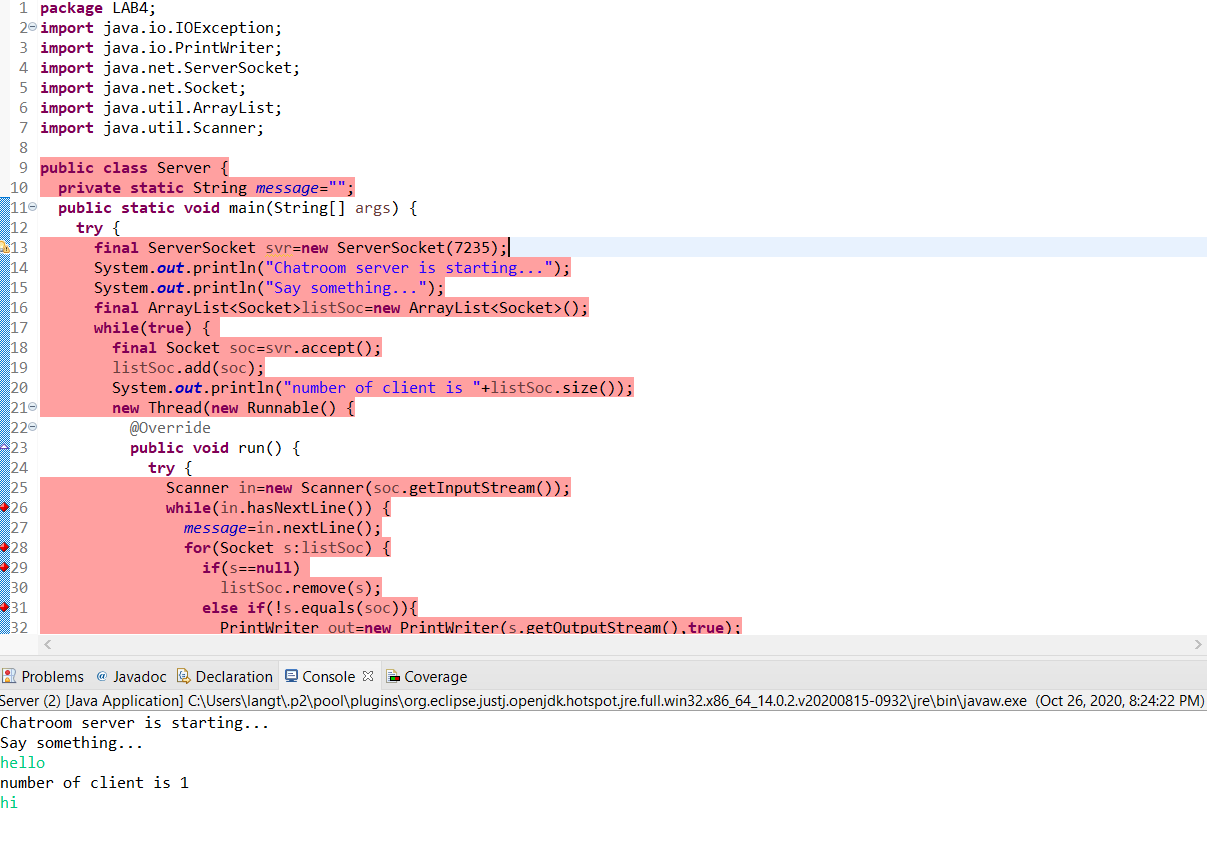 1 package LAB4;
2 import java.io.IOException;
3 import java.io.PrintWriter;
4 import java.net.ServerSocket;
5 import java.net.Socket;
6 import java.util.ArrayList;
7 import java.util.Scanner;
8
9 public class Server {
10   private static String message="";
11   public static void main(String[] args) {
12     try {
13       final ServerSocket svr=new ServerSocket(7235);
14       System.out.println("Chatroom server is starting...");
15       System.out.println("Say something...");
16       final ArrayList<Socket>listSoc=new ArrayList<Socket>();
17       while(true) {
18         final Socket soc=svr.accept();
19         listSoc.add(soc);
20         System.out.println("number of client is "+listSoc.size());
21         new Thread(new Runnable() {
22           @Override
23           public void run() {
24             try {
25               Scanner in=new Scanner(soc.getInputStream());
26               while(in.hasNextLine()) {
27                 message=in.nextLine();
28                 for(Socket s:listSoc) {
29                   if(s==null)
30                     listSoc.remove(s);
31                   else if(!s.equals(soc)){
32                     PrintWriter out=new PrintWriter(s.getOutputStream(),true);
Problems @ Javadoc Declaration Console Coverage
Server (2) [Java Application] C:\Users\langt\.p2\pool\plugins\org.eclipse.justj.openjdk.hotspot.jre.full.win32.x86_64_14.0.2.v20200815-0932\jre\bin\javaw.exe (Oct 26, 2020, 8:24:22 PM)
Chatroom server is starting...
Say something...
hello
number of client is 1
hi